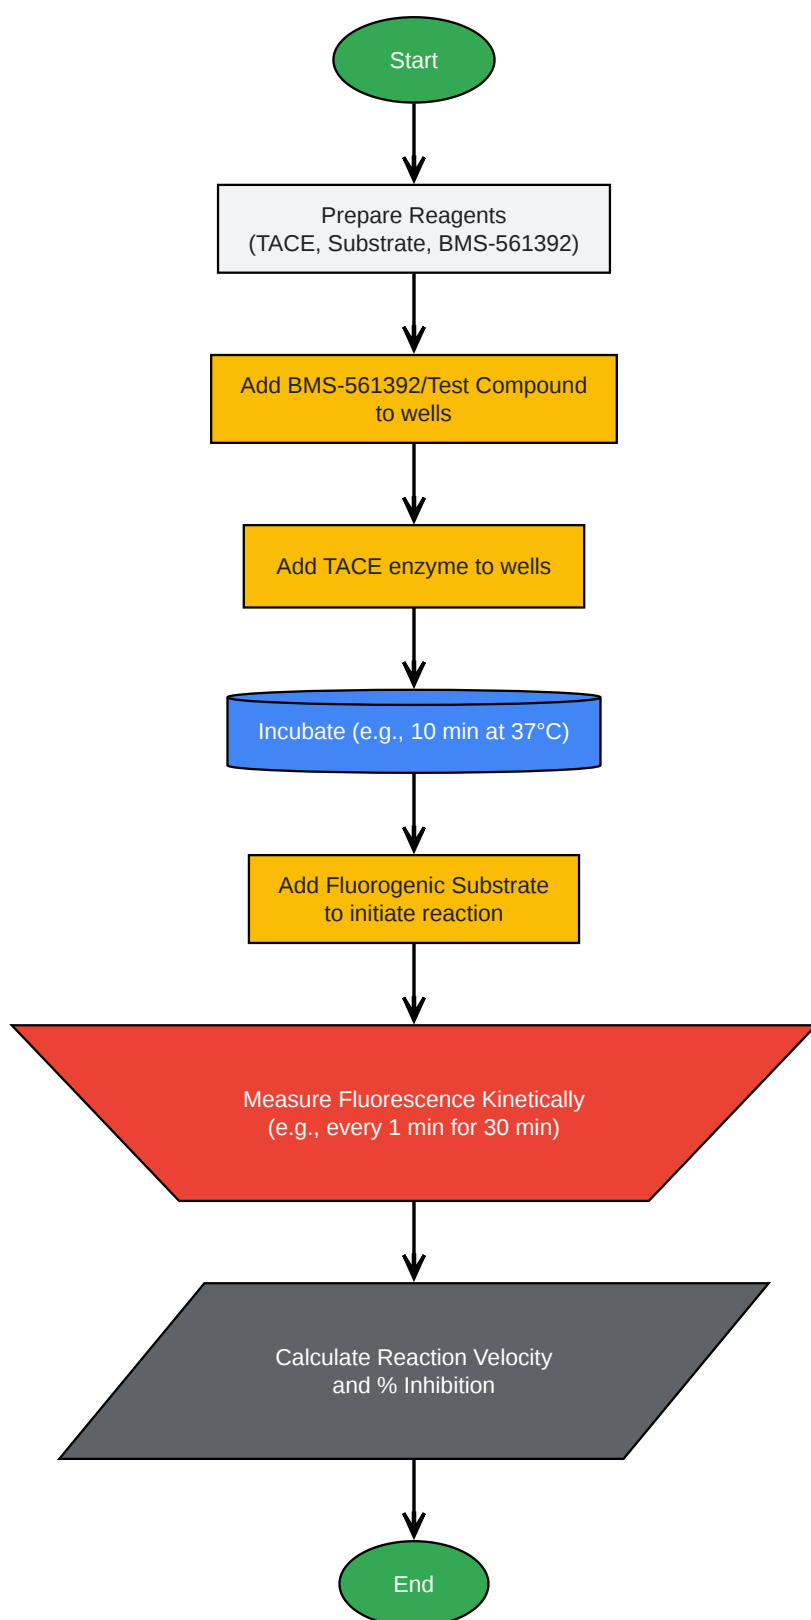 Start
Prepare Reagents
(TACE, Substrate, BMS-561392)
Add BMS-561392/Test Compound
to wells
Add TACE enzyme to wells
Incubate (e.g., 10 min at 37°C)
Add Fluorogenic Substrate
to initiate reaction
Measure Fluorescence Kinetically
(e.g., every 1 min for 30 min)
Calculate Reaction Velocity
and % Inhibition
End